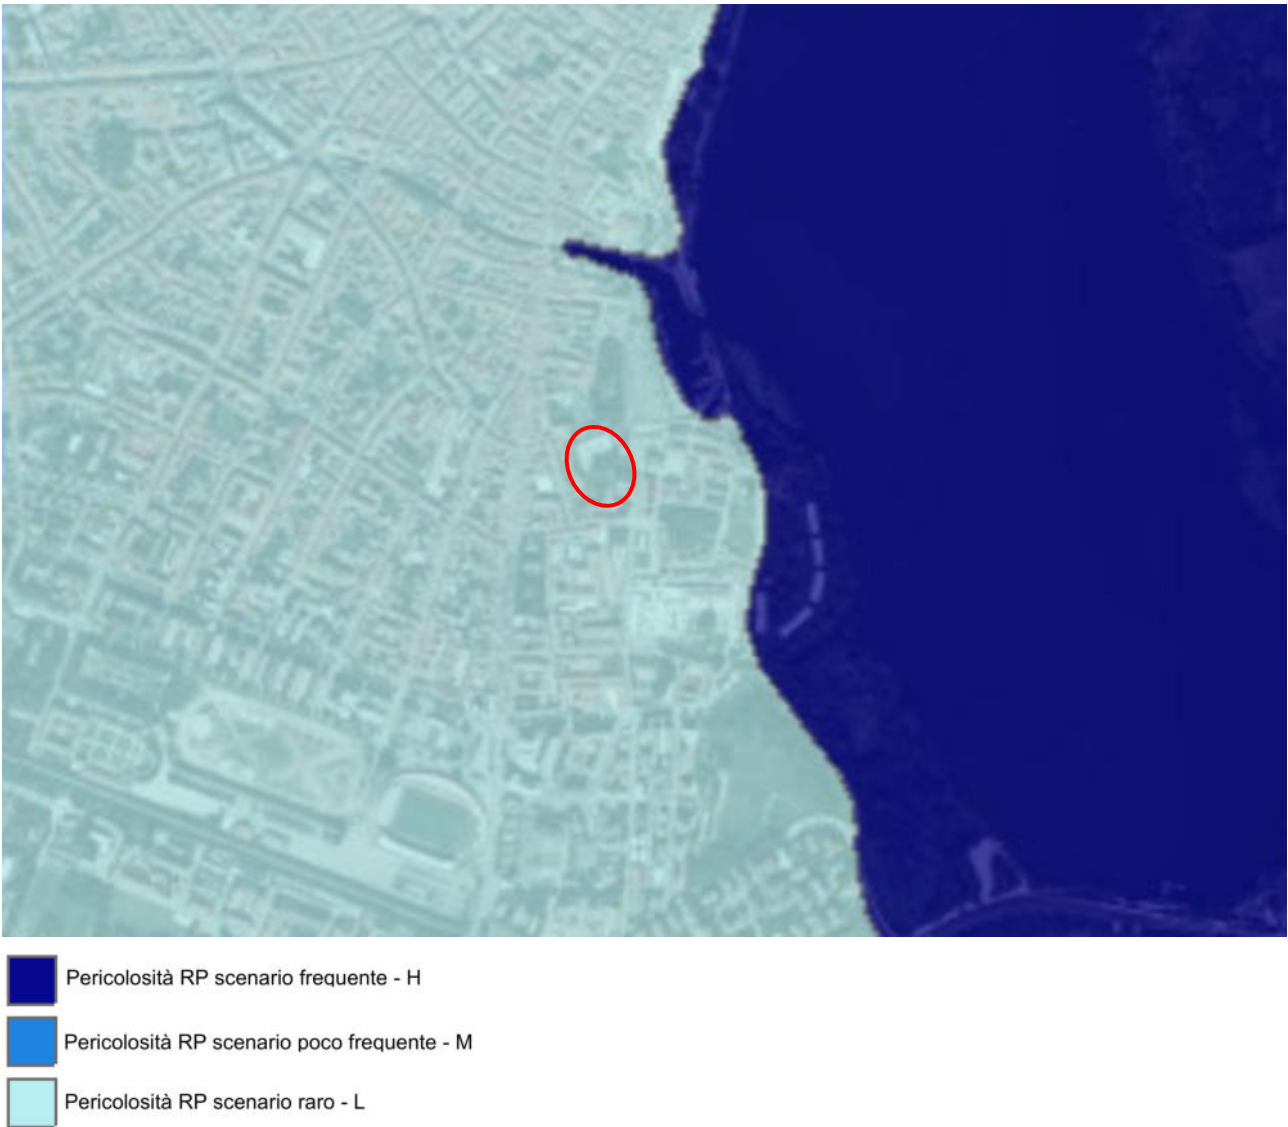 Pericolosità RP scenario frequente - H
Pericolosità RP scenario poco frequente - M
Pericolosità RP scenario raro - L